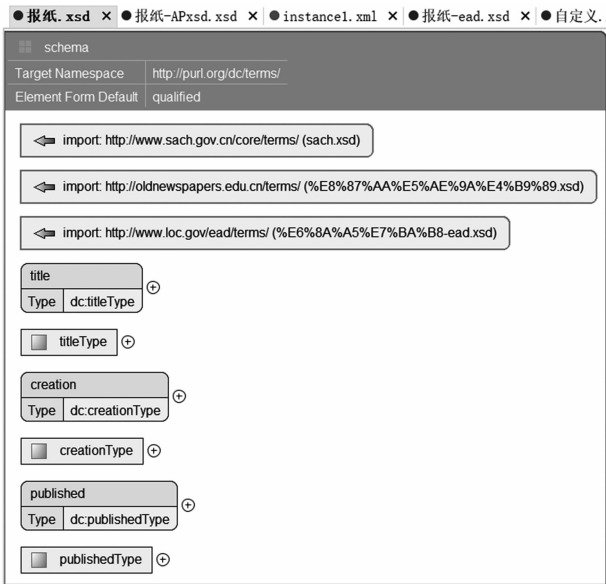 报纸.xsd × 报纸-APxsd.xsd × instance1.xml × 报纸-ead.xsd × 自定义.
schema
Target Namespace http://purl.org/dc/terms/
Element Form Default qualified
import: http://www.sach.gov.cn/core/terms/ (sach.xsd)
import: http://oldnewspapers.edu.cn/terms/ (%E8%87%AA%E5%AE%9A%E4%B9%89.xsd)
import: http://www.loc.gov/ead/terms/ (%E6%8A%A5%E7%BA%B8-ead.xsd)
title
Type dc:titleType
titleType
creation
Type dc:creationType
creationType
published
Type dc:publishedType
publishedType